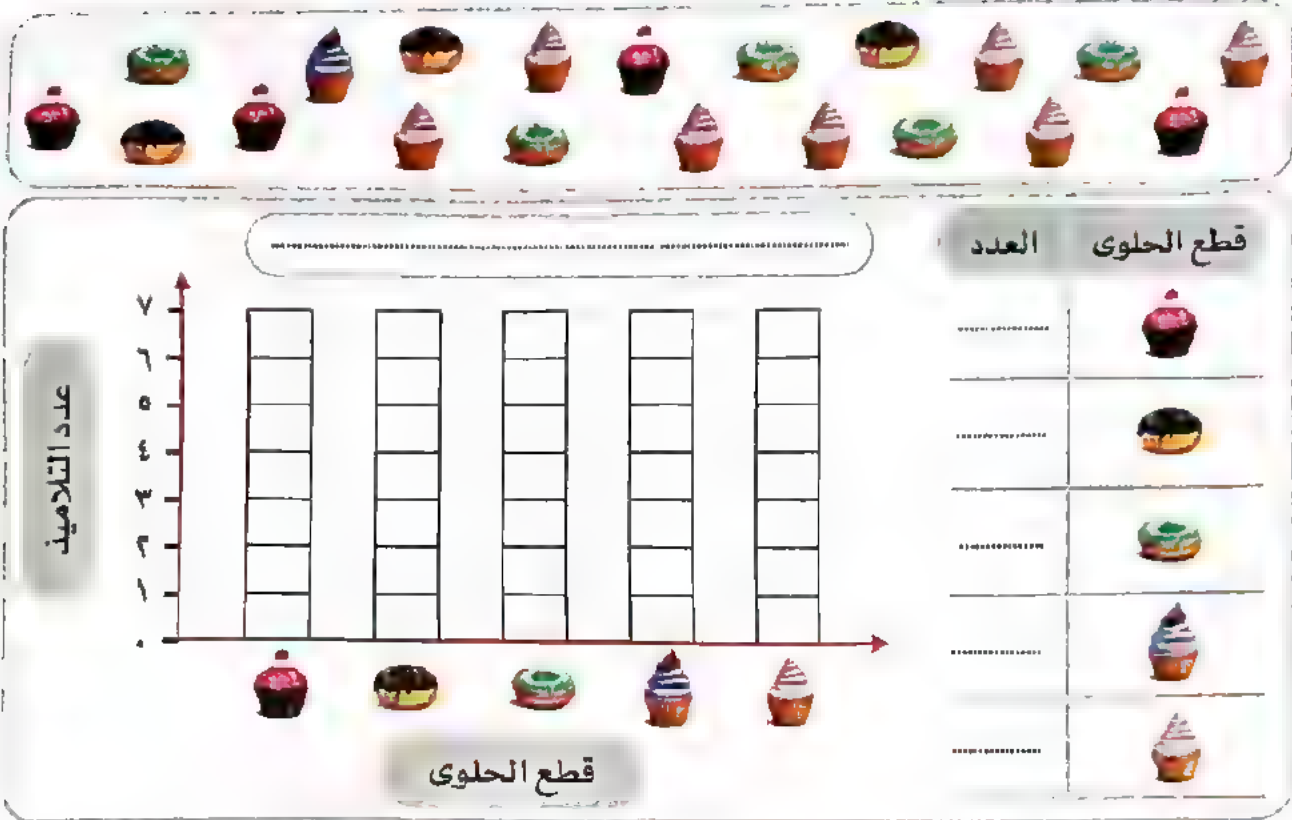 قطع الحلوى
العدد
٧
٦
٥
٤
٣
٢
١
٠
عدد التلاميذ
قطع الحلوى